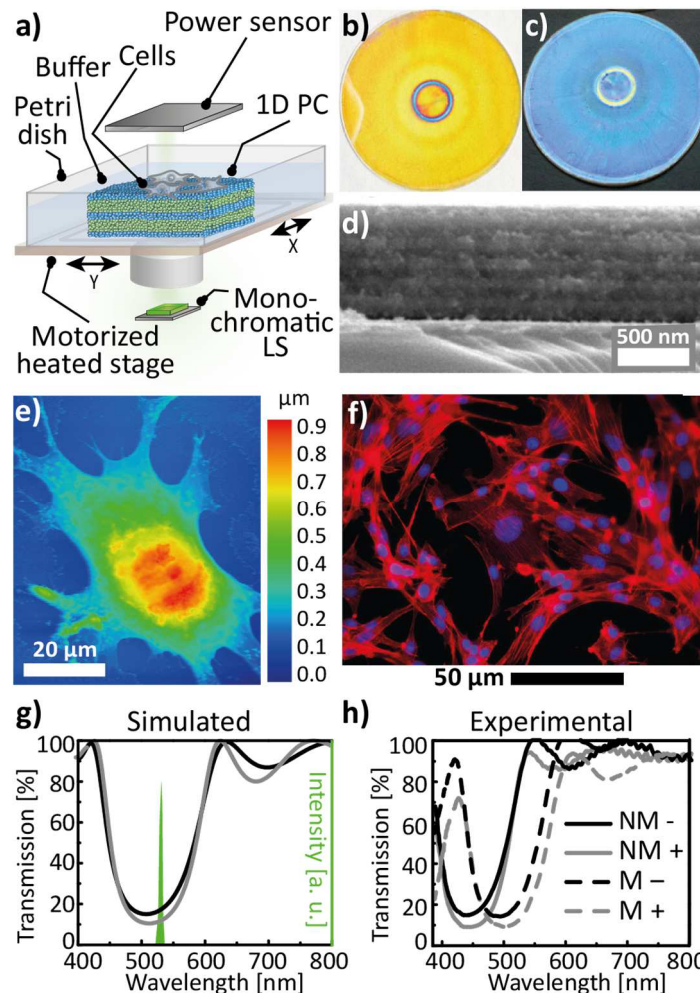 a)
Power sensor
Cells
Buffer
Petri
dish
1D PC
X
Y
Motorized
heated stage
Mono-
chromatic
LS
b)
c)
d)
500 nm
e)
µm
0.9
0.8
0.7
0.6
0.5
0.4
0.3
0.2
0.1
0.0
20 µm
f)
50 µm
g)
Simulated
Transmission [%]
100
80
60
40
20
0
400 500 600 700 800
Wavelength [nm]
Intensity [a. u.]
h)
Experimental
Transmission [%]
100
80
60
40
20
0
NM -
NM +
M –
M +
400 500 600 700 800
Wavelength [nm]